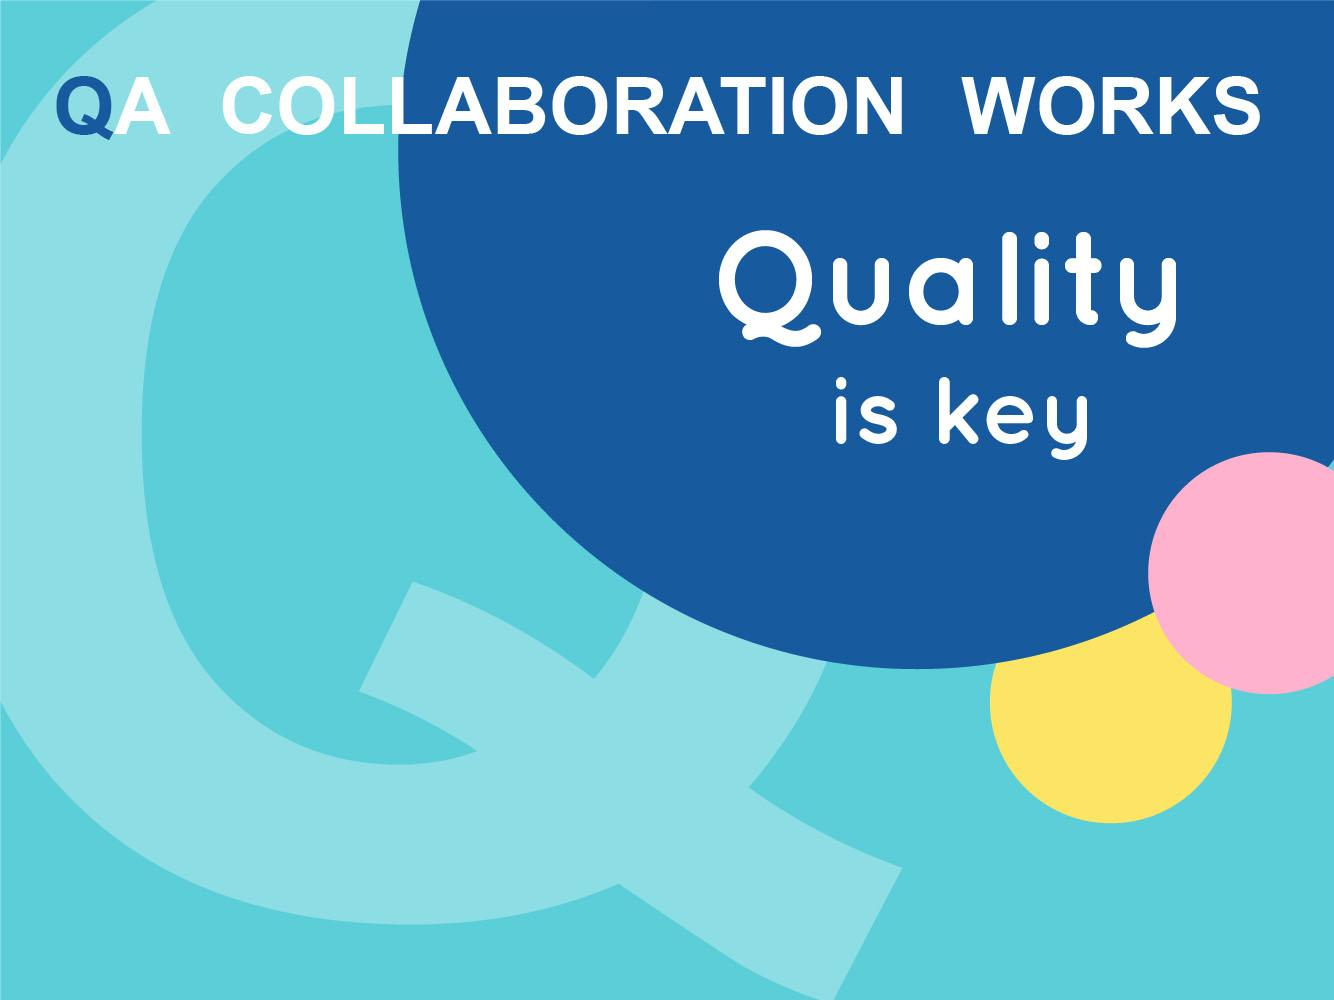 QA COLLABORATION WORKS
Quality
is key
Q